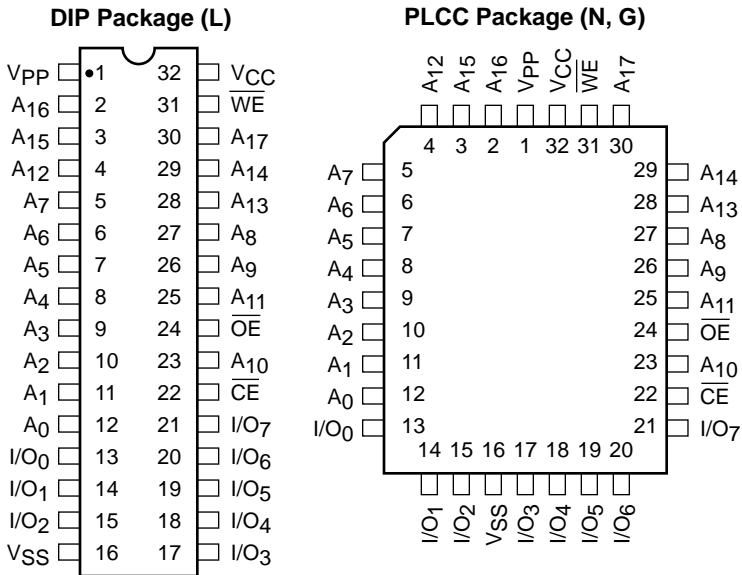 DIP Package (L)
VPP 1 32 VCC
A16 2 31 WE
A15 3 30 A17
A12 4 29 A14
A7 5 28 A13
A6 6 27 A8
A5 7 26 A9
A4 8 25 A11
A3 9 24 OE
A2 10 23 A10
A1 11 22 CE
A0 12 21 I/O7
I/O0 13 20 I/O6
I/O1 14 19 I/O5
I/O2 15 18 I/O4
VSS 16 17 I/O3
PLCC Package (N, G)
A12 A15 A16 VPP VCC WE A17
4 3 2 1 32 31 30
A7 5 29 A14
A6 6 28 A13
A5 7 27 A8
A4 8 26 A9
A3 9 25 A11
A2 10 24 OE
A1 11 23 A10
A0 12 22 CE
I/O0 13 21 I/O7
14 15 16 17 18 19 20
I/O1 I/O2 VSS I/O3 I/O4 I/O5 I/O6